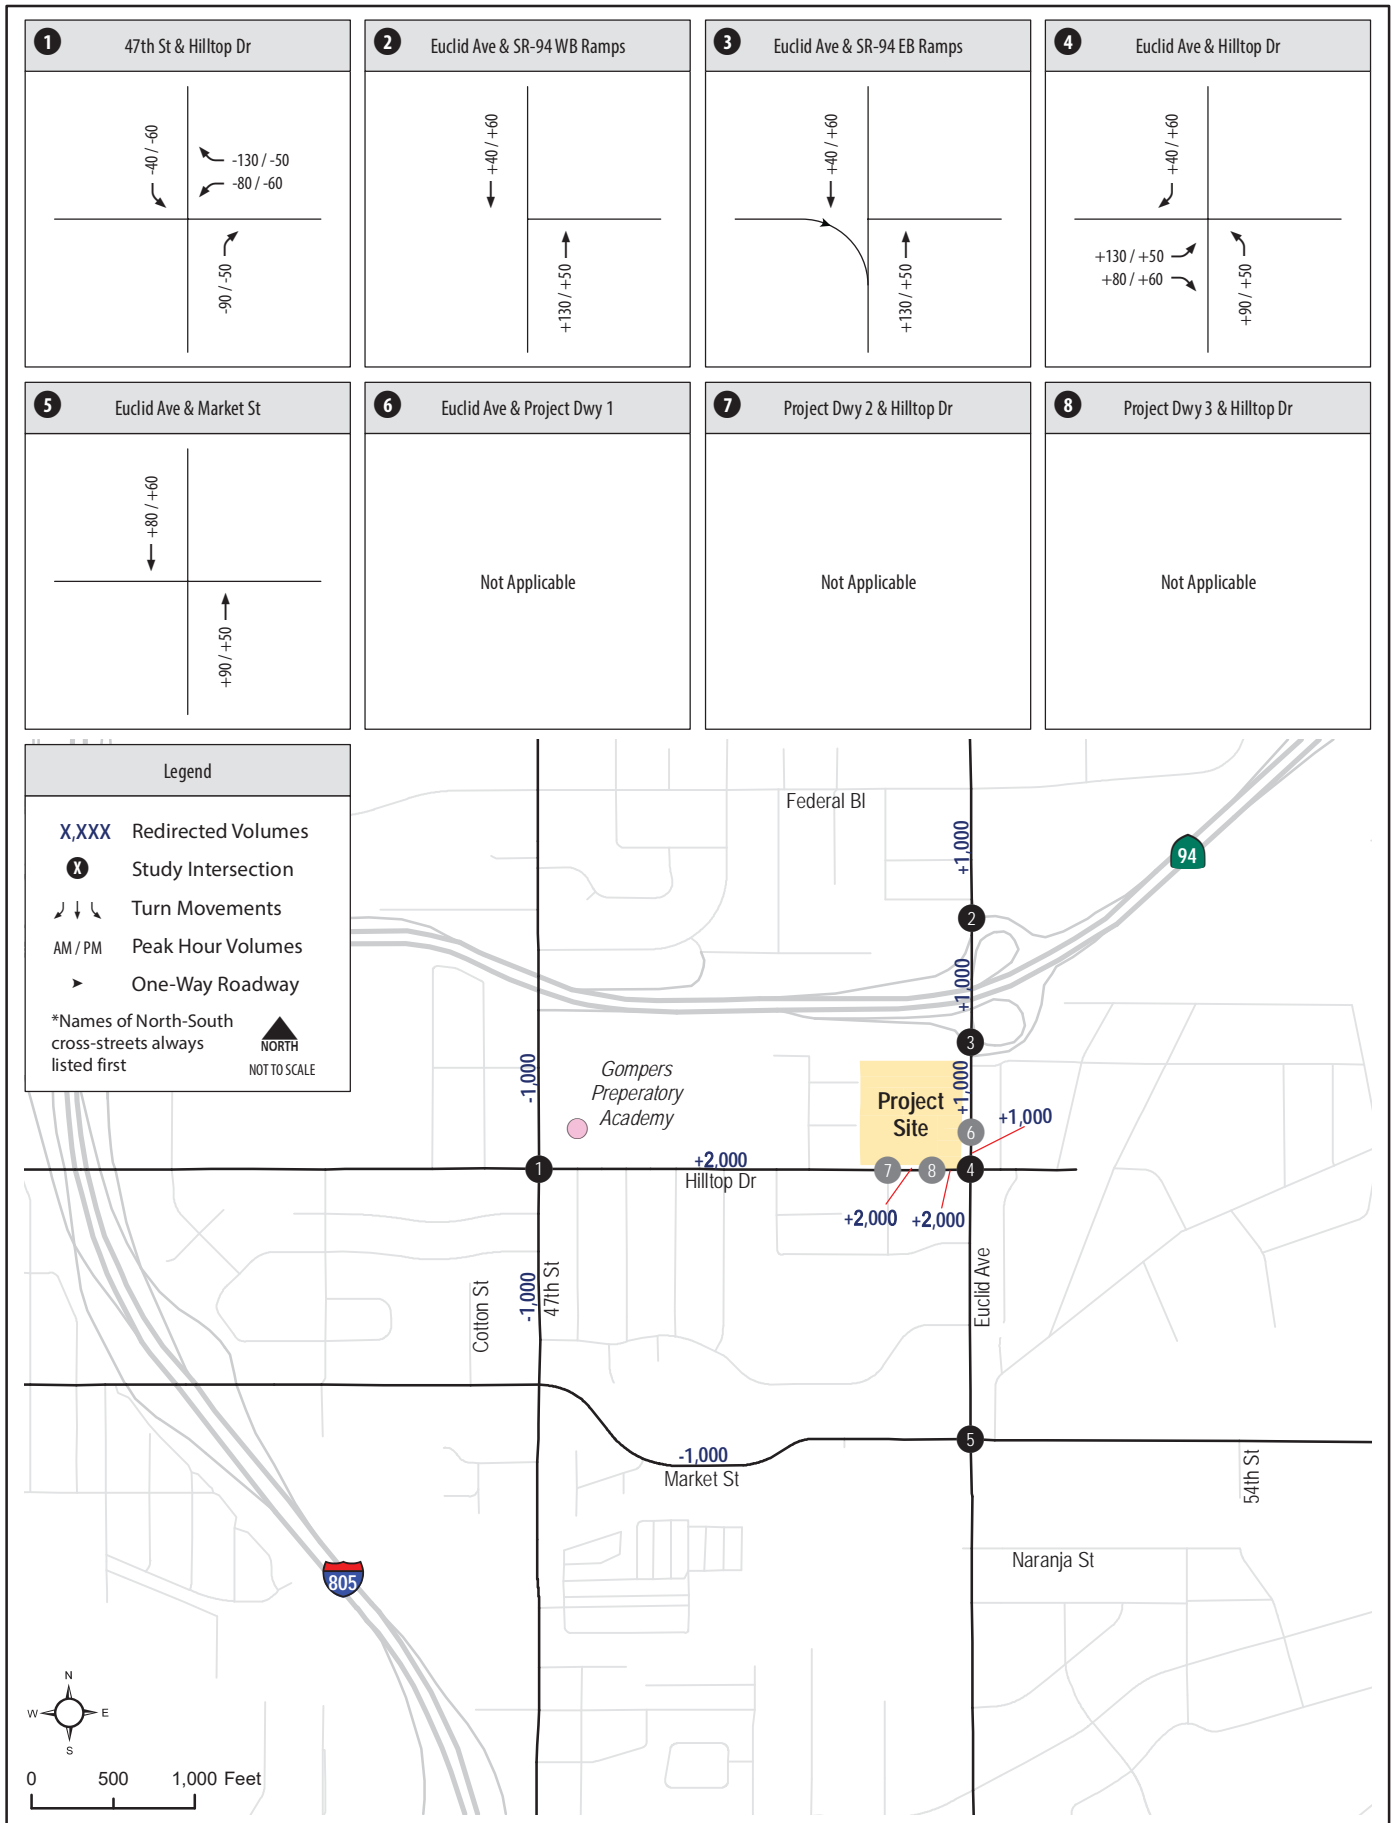 1 47th St & Hilltop Dr
-40 / -60
-130 / -50
-80 / -60
-90 / -50
2 Euclid Ave & SR-94 WB Ramps
+40 / +60
+130 / +50
3 Euclid Ave & SR-94 EB Ramps
+40 / +60
+130 / +50
4 Euclid Ave & Hilltop Dr
+40 / +60
+130 / +50
+80 / +60
+90 / +50
5 Euclid Ave & Market St
+80 / +60
+90 / +50
6 Euclid Ave & Project Dwy 1
Not Applicable
7 Project Dwy 2 & Hilltop Dr
Not Applicable
8 Project Dwy 3 & Hilltop Dr
Not Applicable
Legend
X,XXX Redirected Volumes
X Study Intersection
Turn Movements
AM / PM Peak Hour Volumes
One-Way Roadway
*Names of North-South
cross-streets always
listed first
NORTH
NOT TO SCALE
Federal Bl
+1,000
94
2
+1,000
3
-1,000
Gompers
Preperatory
Academy
+1,000
Project
Site
+1,000
6
1
+2,000
Hilltop Dr
7
8
4
+2,000
+2,000
-1,000
47th St
Cotton St
Euclid Ave
5
-1,000
Market St
54th St
Naranja St
805
N
W
E
S
0 500 1,000 Feet